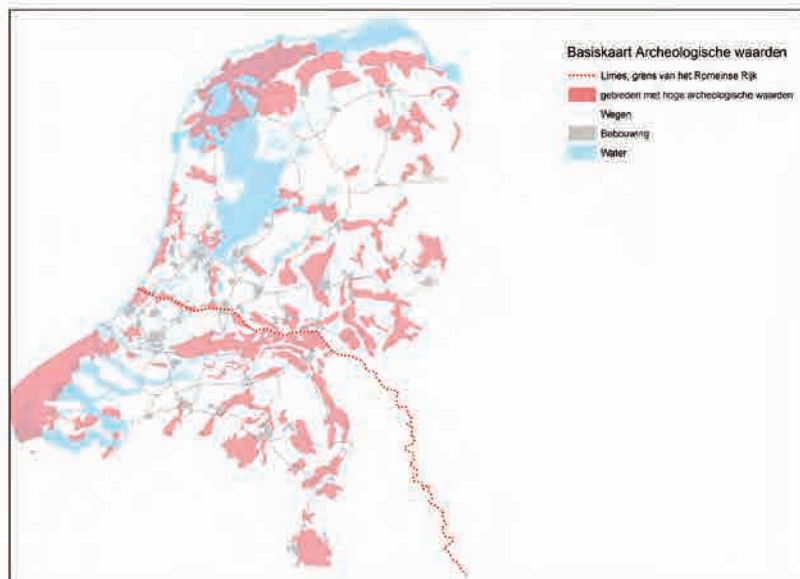 Basiskaart Archeologische waarden
Limes, grens van het Romeinse Rijk
gebieden met hoge archeologische waarden
Wegen
Bebouwing
Water